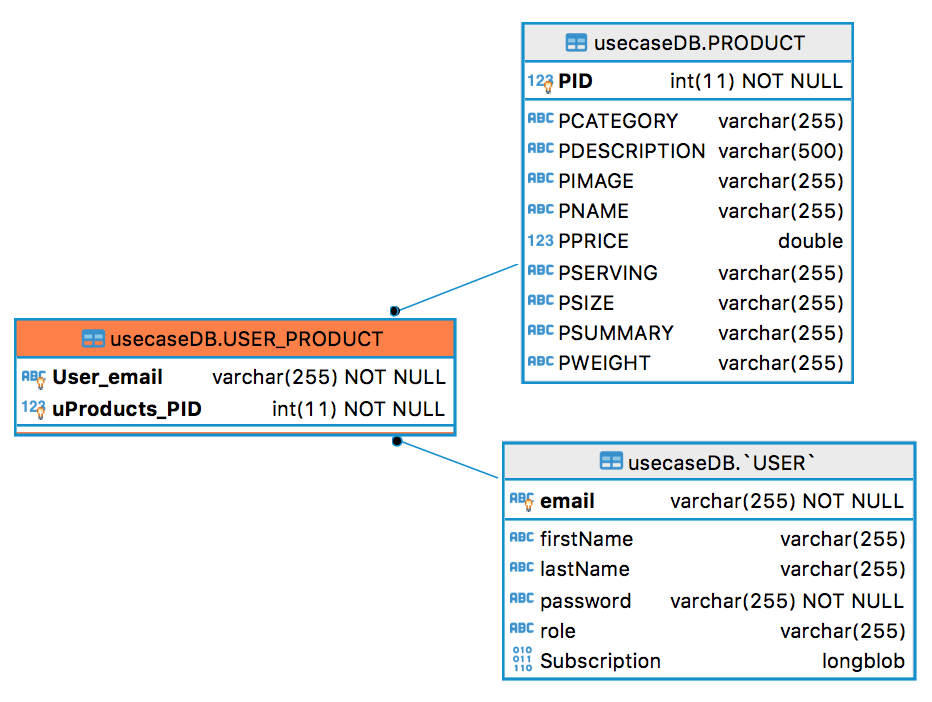 usecaseDB.PRODUCT
123 PID int(11) NOT NULL
ABC PCATEGORY varchar(255)
ABC PDESCRIPTION varchar(500)
ABC PIMAGE varchar(255)
ABC PNAME varchar(255)
123 PPRICE double
ABC PSERVING varchar(255)
ABC PSIZE varchar(255)
ABC PSUMMARY varchar(255)
ABC PWEIGHT varchar(255)
usecaseDB.USER_PRODUCT
ABC User_email varchar(255) NOT NULL
123 uProducts_PID int(11) NOT NULL
usecaseDB.`USER`
ABC email varchar(255) NOT NULL
ABC firstName varchar(255)
ABC lastName varchar(255)
ABC password varchar(255) NOT NULL
ABC role varchar(255)
010
011 Subscription longblob
110